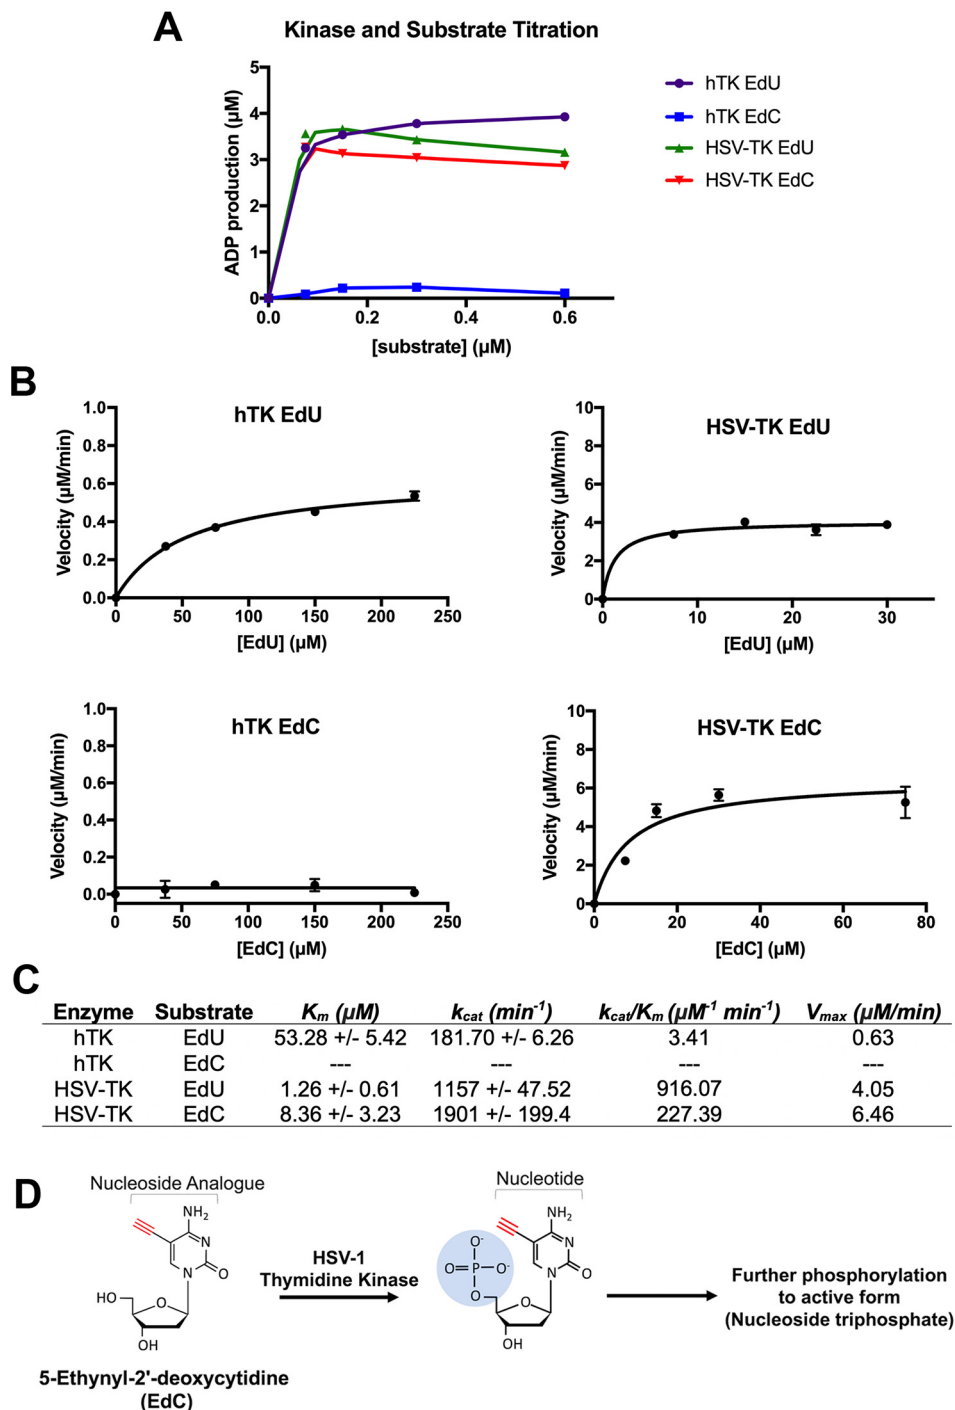 A
Kinase and Substrate Titration
ADP production (µM)
5
4
3
2
1
0
0.0 0.2 0.4 0.6
[substrate] (µM)
hTK EdU
hTK EdC
HSV-TK EdU
HSV-TK EdC
B
hTK EdU
Velocity (µM/min)
1.0
0.8
0.6
0.4
0.2
0.0
0 50 100 150 200 250
[EdU] (µM)
HSV-TK EdU
Velocity (µM/min)
10
8
6
4
2
0
0 10 20 30
[EdU] (µM)
hTK EdC
Velocity (µM/min)
1.0
0.8
0.6
0.4
0.2
0.0
0 50 100 150 200 250
[EdC] (µM)
HSV-TK EdC
Velocity (µM/min)
10
8
6
4
2
0
0 20 40 60 80
[EdC] (µM)
C
Enzyme Substrate Km (µM) kcat (min⁻¹) kcat/Km (µM⁻¹ min⁻¹) Vmax (µM/min)
hTK EdU 53.28 +/- 5.42 181.70 +/- 6.26 3.41 0.63
hTK EdC --- --- --- ---
HSV-TK EdU 1.26 +/- 0.61 1157 +/- 47.52 916.07 4.05
HSV-TK EdC 8.36 +/- 3.23 1901 +/- 199.4 227.39 6.46
D
Nucleoside Analogue
NH₂
N
N
O
HO
O
OH
5-Ethynyl-2'-deoxycytidine
(EdC)
HSV-1
Thymidine Kinase
Nucleotide
NH₂
O⁻
N
O=P–O⁻
N
O
O
O
OH
Further phosphorylation
to active form
(Nucleoside triphosphate)